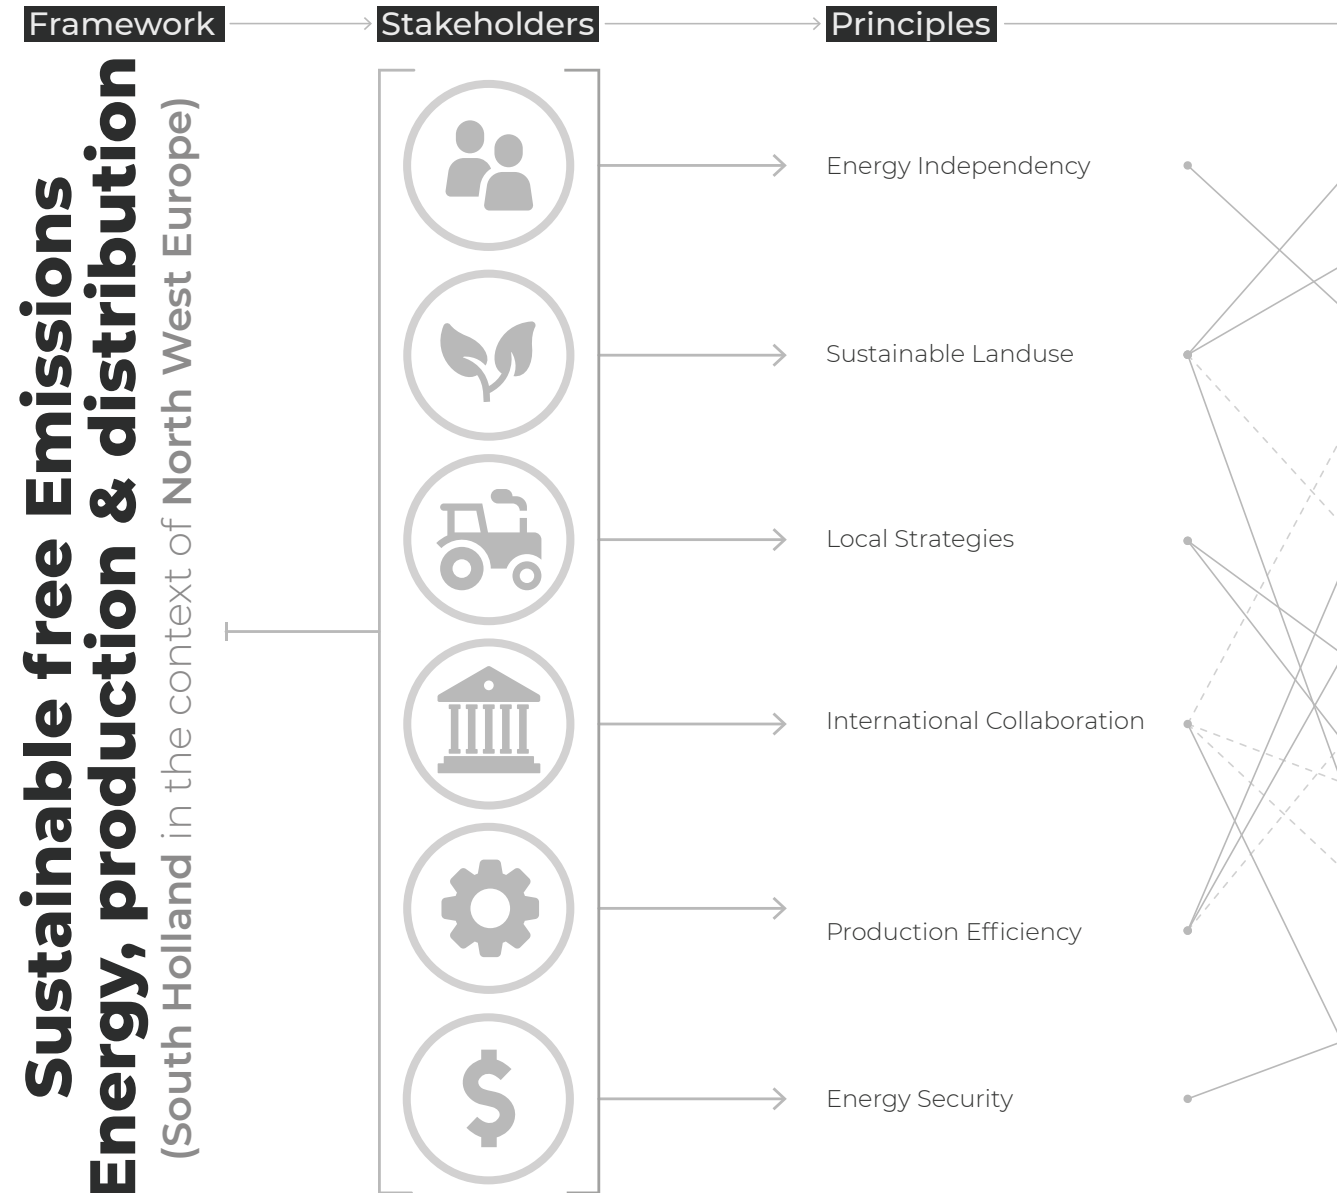 Framework
Stakeholders
Principles
Sustainable free Emissions
Energy, production & distribution
(South Holland in the context of North West Europe)
Energy Independency
Sustainable Landuse
Local Strategies
International Collaboration
Production Efficiency
Energy Security
$